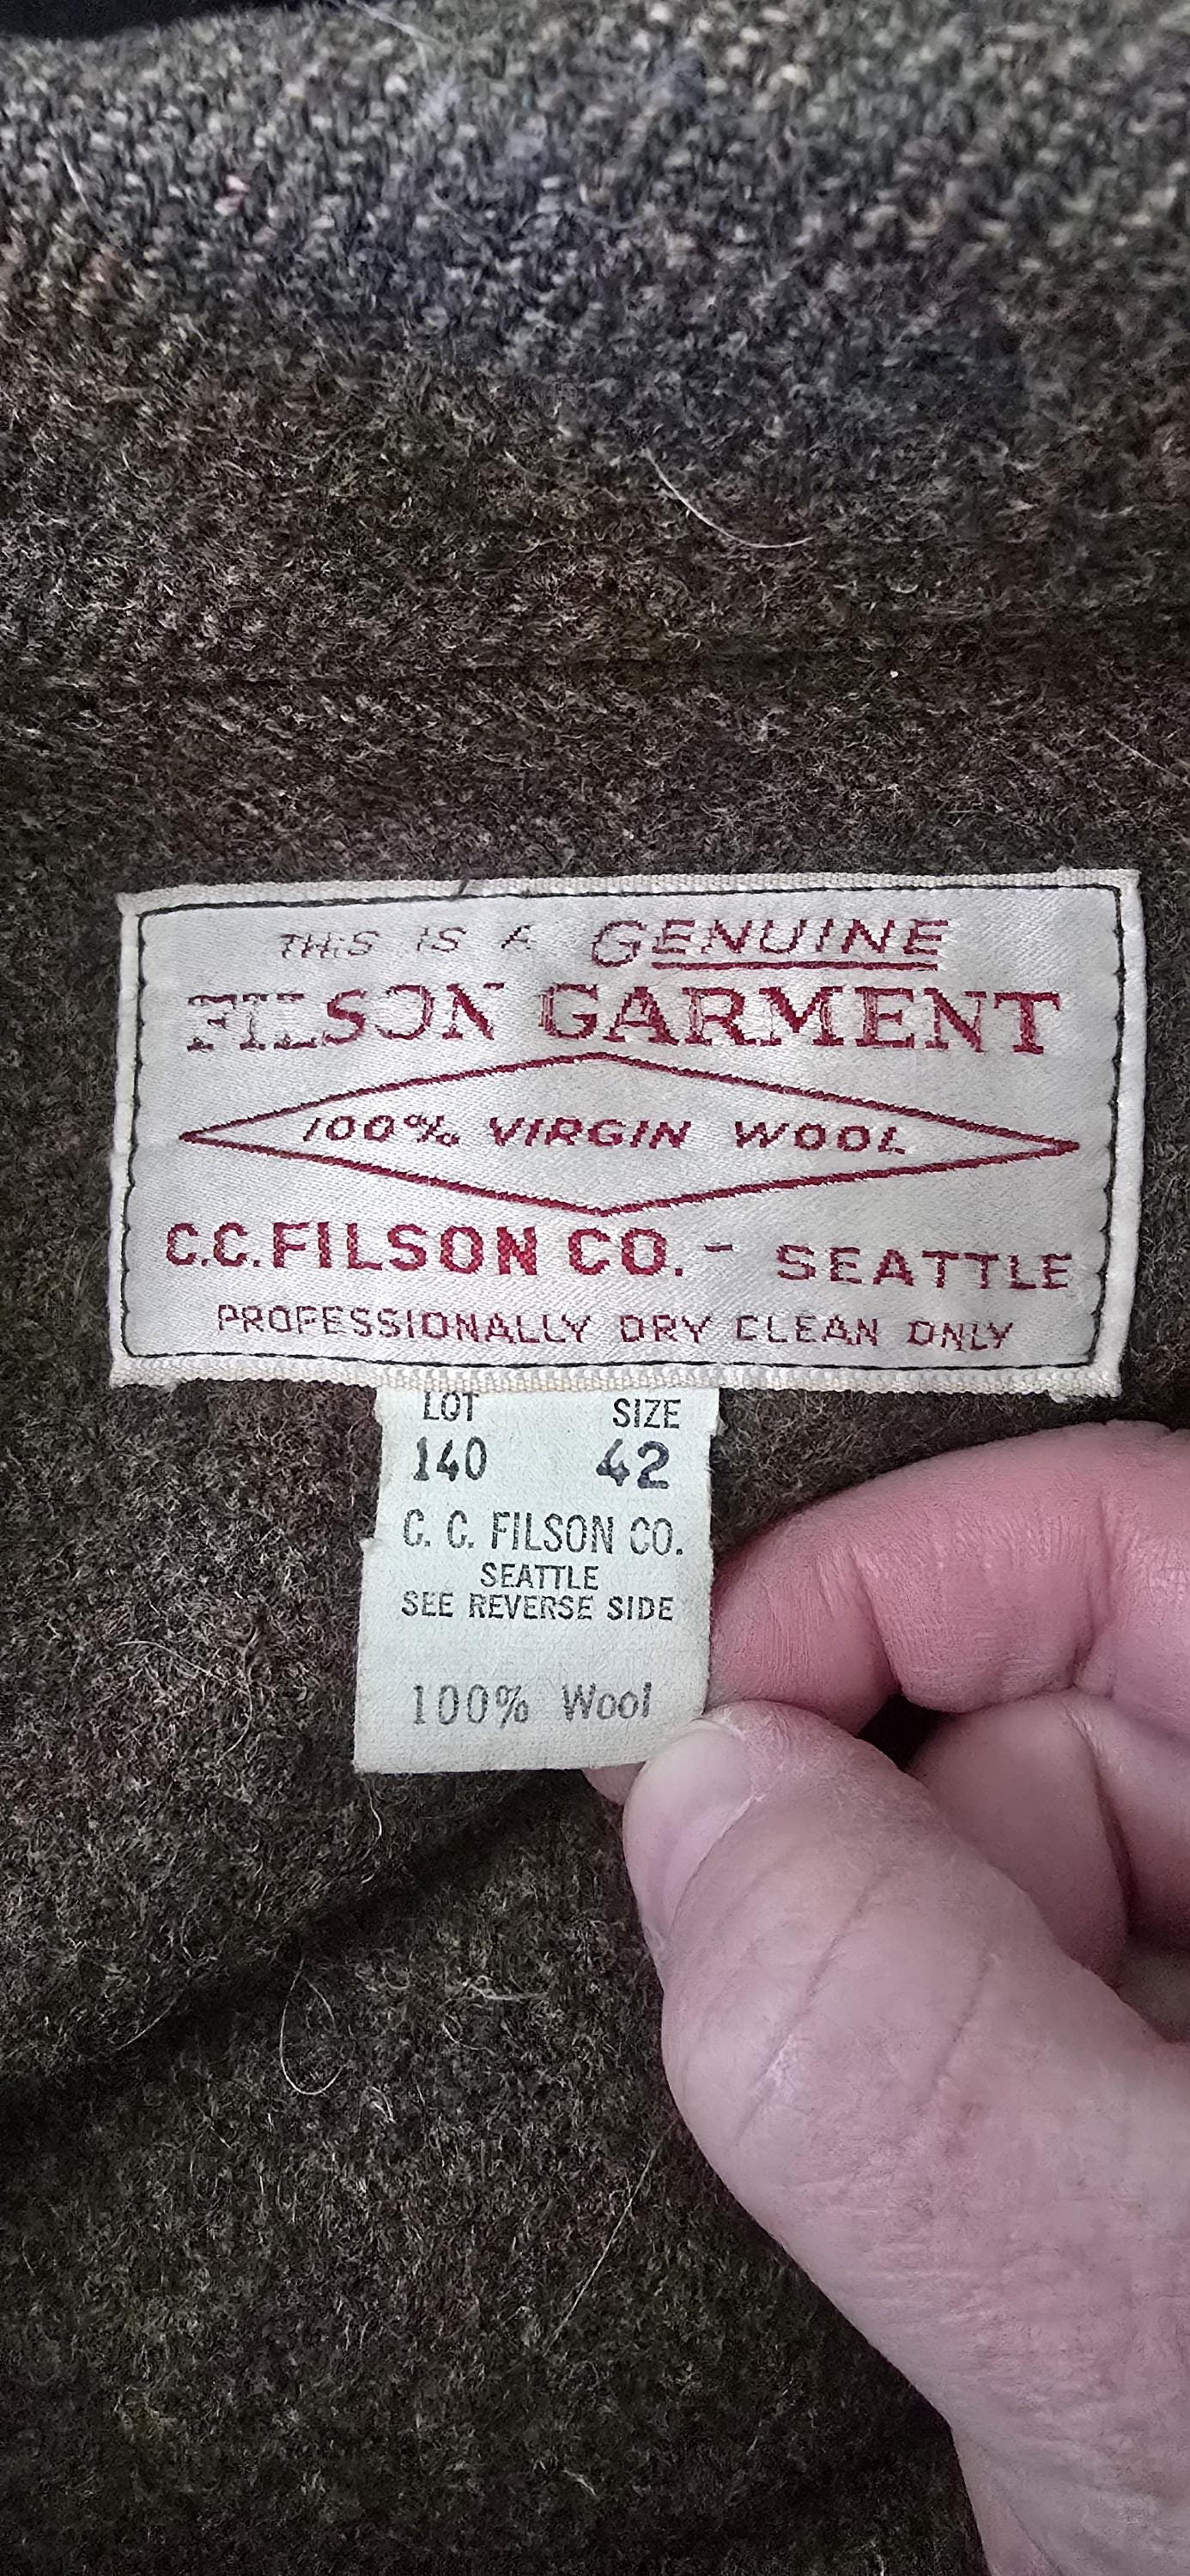 THIS IS A GENUINE
FILSON GARMENT
100% VIRGIN WOOL
C.C. FILSON CO. - SEATTLE
PROFESSIONALLY DRY CLEAN ONLY
LOT SIZE
140 42
C. C. FILSON CO.
SEATTLE
SEE REVERSE SIDE
100% Wool